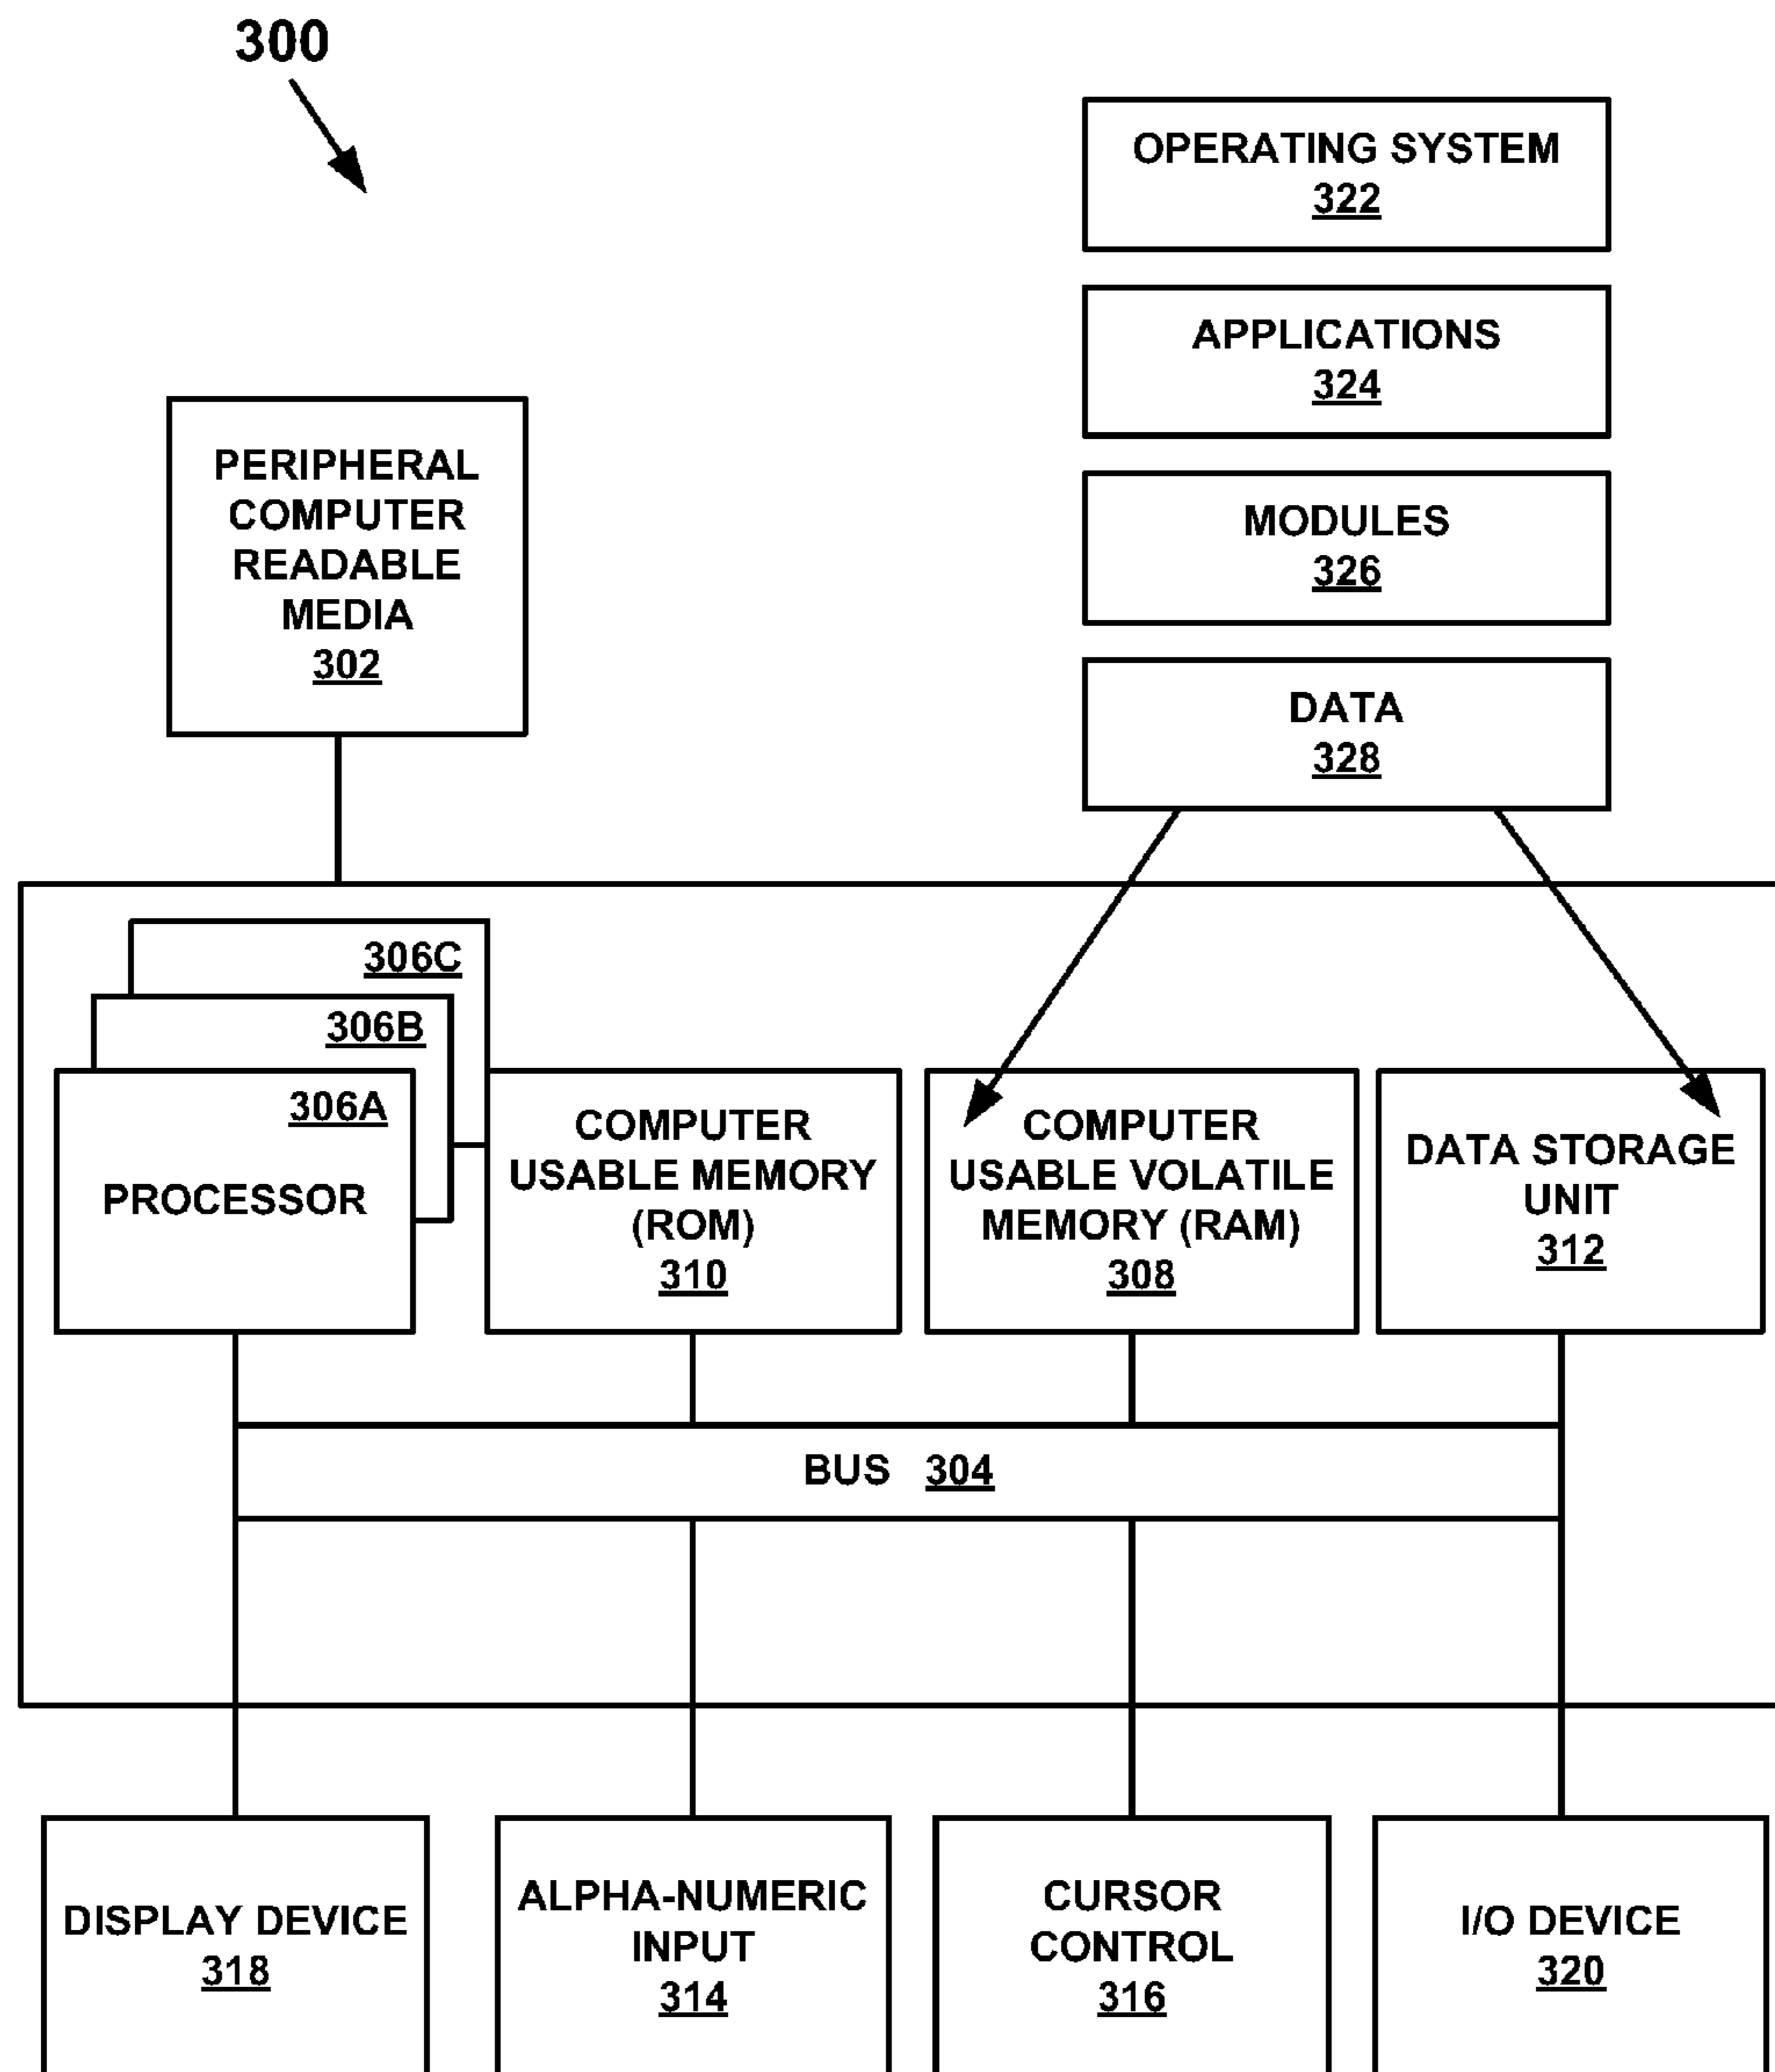 300
OPERATING SYSTEM
322
APPLICATIONS
324
PERIPHERAL
COMPUTER
READABLE
MEDIA
302
MODULES
326
DATA
328
306C
306B
306A
PROCESSOR
COMPUTER
USABLE MEMORY
(ROM)
310
COMPUTER
USABLE VOLATILE
MEMORY (RAM)
308
DATA STORAGE
UNIT
312
BUS 304
DISPLAY DEVICE
318
ALPHA-NUMERIC
INPUT
314
CURSOR
CONTROL
316
I/O DEVICE
320